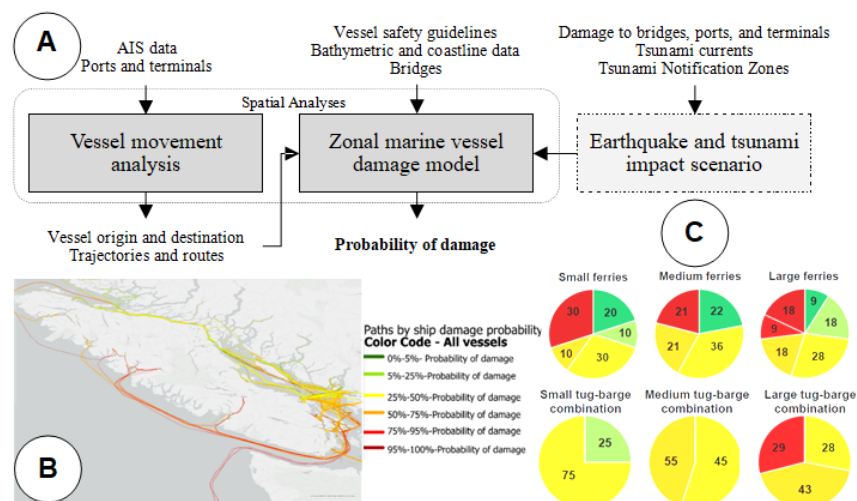 A
AIS data
Ports and terminals
Vessel safety guidelines
Bathymetric and coastline data
Bridges
Damage to bridges, ports, and terminals
Tsunami currents
Tsunami Notification Zones
Spatial Analyses
Vessel movement
analysis
Zonal marine vessel
damage model
Earthquake and tsunami
impact scenario
Vessel origin and destination
Trajectories and routes
Probability of damage
C
B
Paths by ship damage probability
Color Code - All vessels
0%-5%- Probability of damage
5%-25%-Probability of damage
25%-50%-Probability of damage
50%-75%-Probability of damage
75%-95%-Probability of damage
95%-100%-Probability of damage
Small ferries
30
20
10
10
30
Medium ferries
21
22
21
36
Large ferries
9
18
18
9
18
28
Small tug-barge
combination
25
75
Medium tug-barge
combination
55
45
Large tug-barge
combination
29
28
43